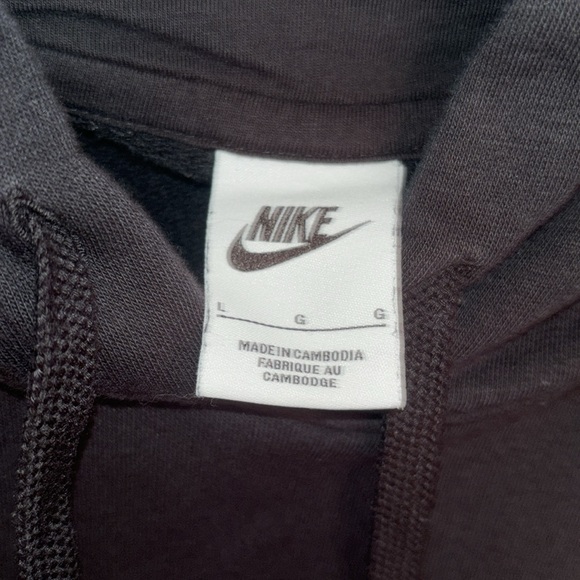 NIKE
L G G
MADE IN CAMBODIA
FABRIQUE AU
CAMBODGE